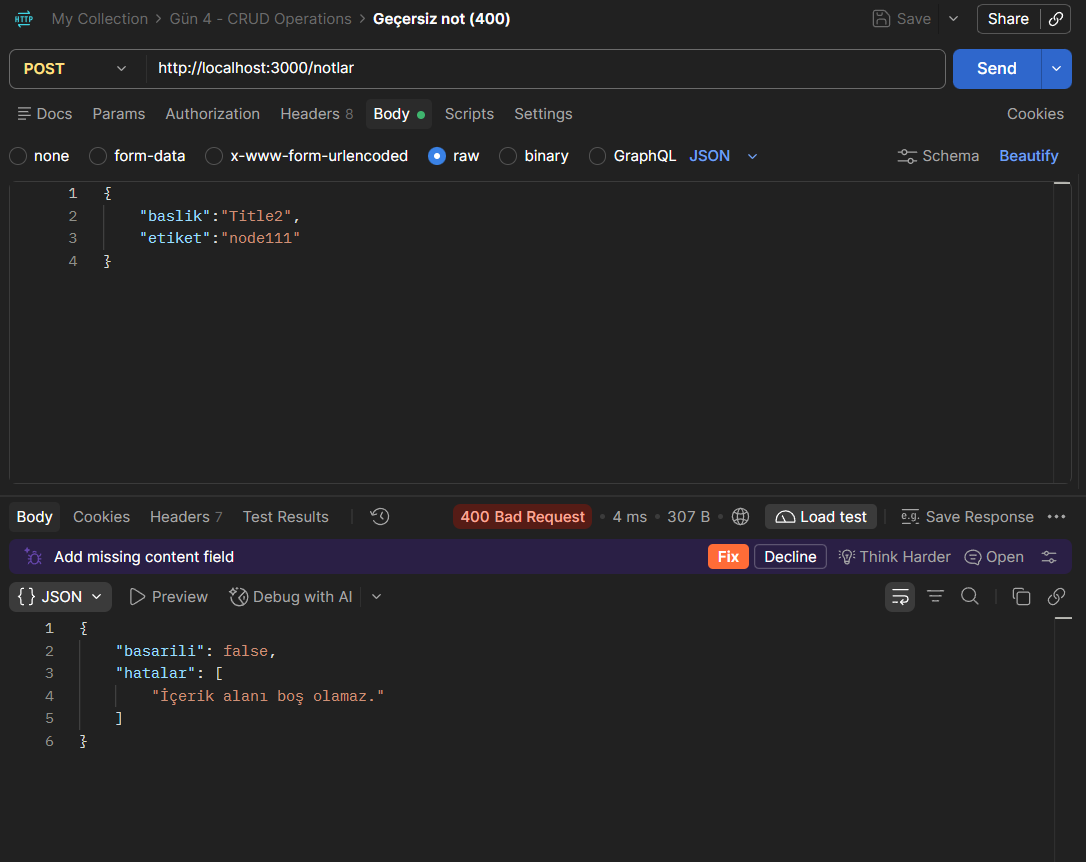 HTTP My Collection > Gün 4 - CRUD Operations > Geçersiz not (400) Save Share
POST http://localhost:3000/notlar Send
Docs Params Authorization Headers 8 Body Scripts Settings Cookies
none form-data x-www-form-urlencoded raw binary GraphQL JSON Schema Beautify
1 {
2 "baslik":"Title2",
3 "etiket":"node111"
4 }
Body Cookies Headers 7 Test Results 400 Bad Request • 4 ms • 307 B • Load test e.g. Save Response
Add missing content field Fix Decline Think Harder Open
{} JSON Preview Debug with AI
1 {
2 "basarili": false,
3 "hatalar": [
4 "İçerik alanı boş olamaz."
5 ]
6 }